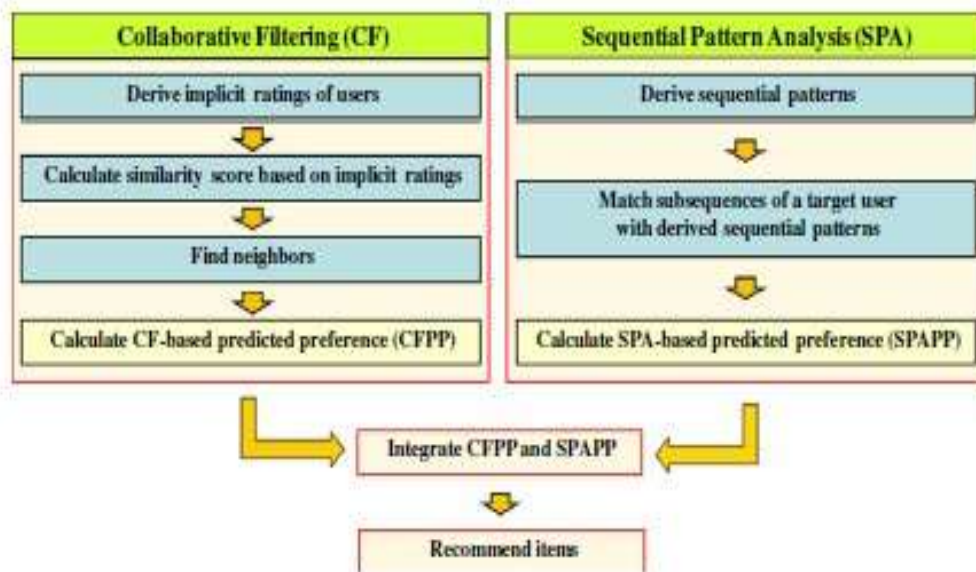 Collaborative Filtering (CF)
Derive implicit ratings of users
Calculate similarity score based on implicit ratings
Find neighbors
Calculate CF-based predicted preference (CFPP)
Sequential Pattern Analysis (SPA)
Derive sequential patterns
Match subsequences of a target user
with derived sequential patterns
Calculate SPA-based predicted preference (SPAPP)
Integrate CFPP and SPAPP
Recommend items